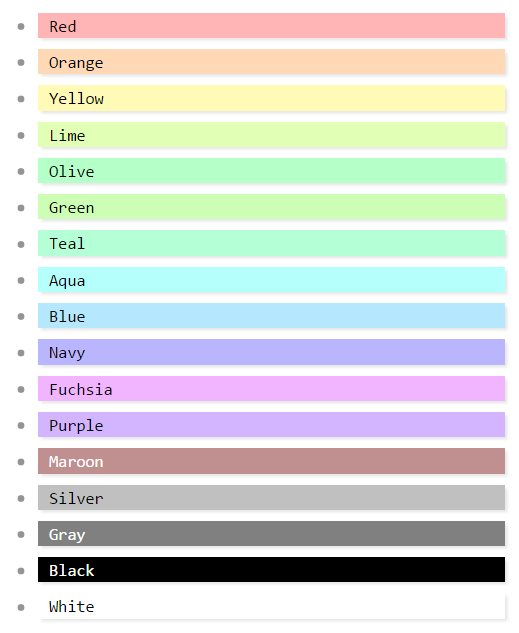 Red
Orange
Yellow
Lime
Olive
Green
Teal
Aqua
Blue
Navy
Fuchsia
Purple
Maroon
Silver
Gray
Black
White